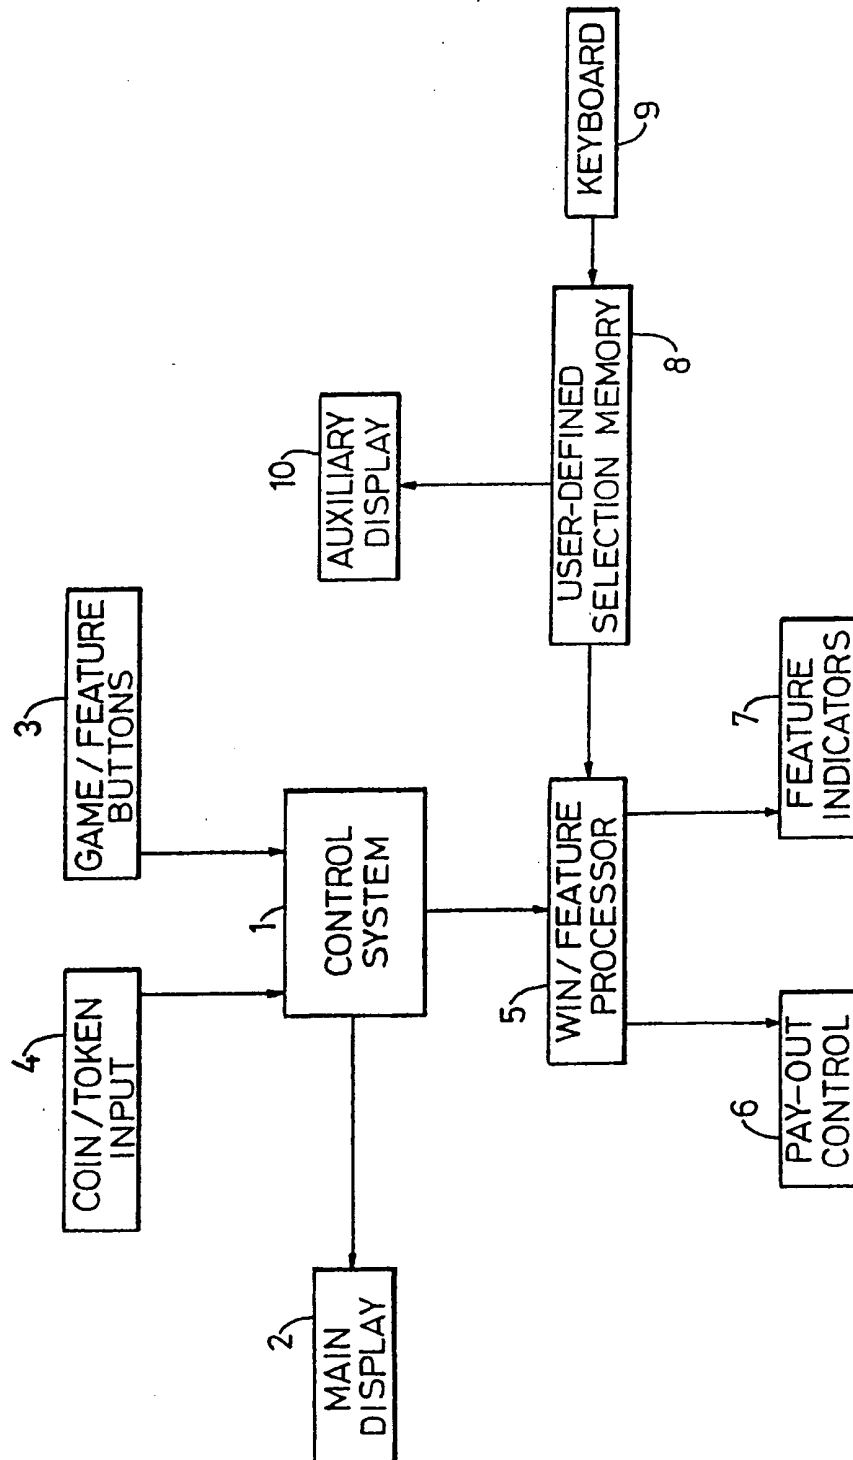 4
COIN/TOKEN
INPUT
3
GAME/FEATURE
BUTTONS
2
MAIN
DISPLAY
1
CONTROL
SYSTEM
10
AUXILIARY
DISPLAY
5
WIN/FEATURE
PROCESSOR
USER-DEFINED
SELECTION MEMORY
8
KEYBOARD
9
6
PAY-OUT
CONTROL
7
FEATURE
INDICATORS